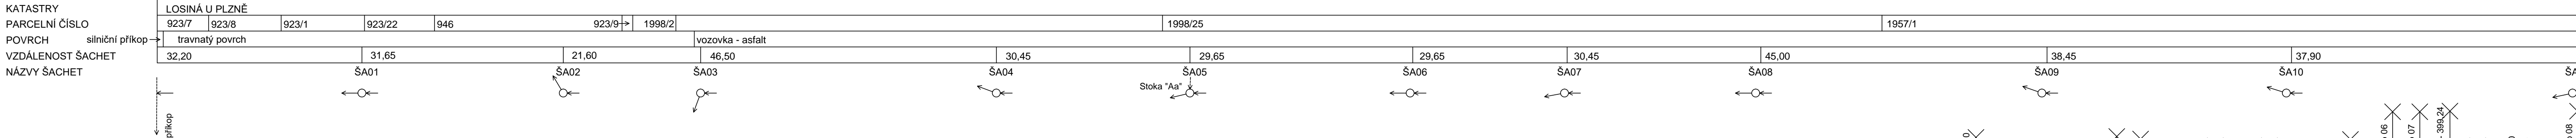 KATASTRY LOSINÁ U PLZNĚ
PARCELNÍ ČÍSLO 923/7 923/8 923/1 923/22 946 923/9 1998/2 1998/25 1957/1
POVRCH silniční příkop travnatý povrch vozovka - asfalt
VZDÁLENOST ŠACHET 32,20 31,65 21,60 46,50 30,45 29,65 29,65 30,45 45,00 38,45 37,90
NÁZVY ŠACHET ŠA01 ŠA02 ŠA03 ŠA04 ŠA05 ŠA06 ŠA07 ŠA08 ŠA09 ŠA10
Stoka "Aa"
příkop
399,24